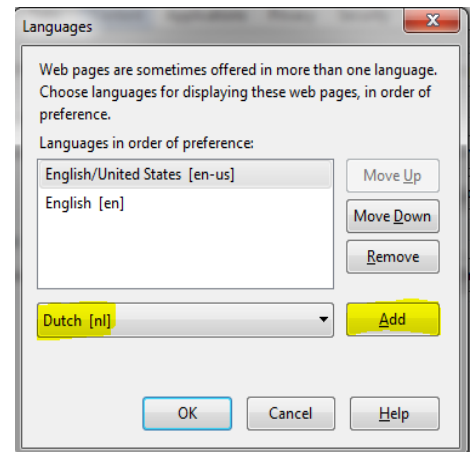 Languages
Web pages are sometimes offered in more than one language.
Choose languages for displaying these web pages, in order of
preference.
Languages in order of preference:
English/United States [en-us]
English [en]
Move Up
Move Down
Remove
Dutch [nl]
Add
OK
Cancel
Help